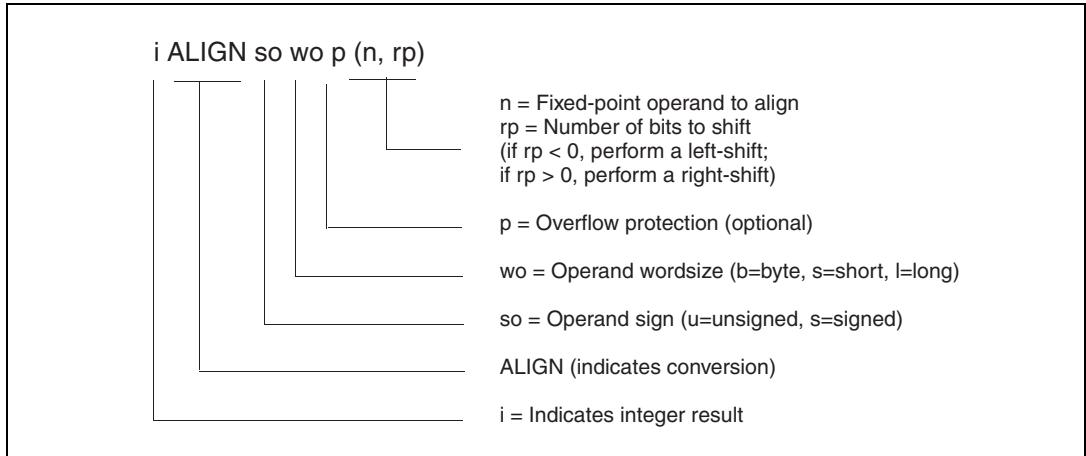 i ALIGN so wo p (n, rp)
n = Fixed-point operand to align
rp = Number of bits to shift
(if rp < 0, perform a left-shift;
if rp > 0, perform a right-shift)
p = Overflow protection (optional)
wo = Operand wordsize (b=byte, s=short, l=long)
so = Operand sign (u=unsigned, s=signed)
ALIGN (indicates conversion)
i = Indicates integer result